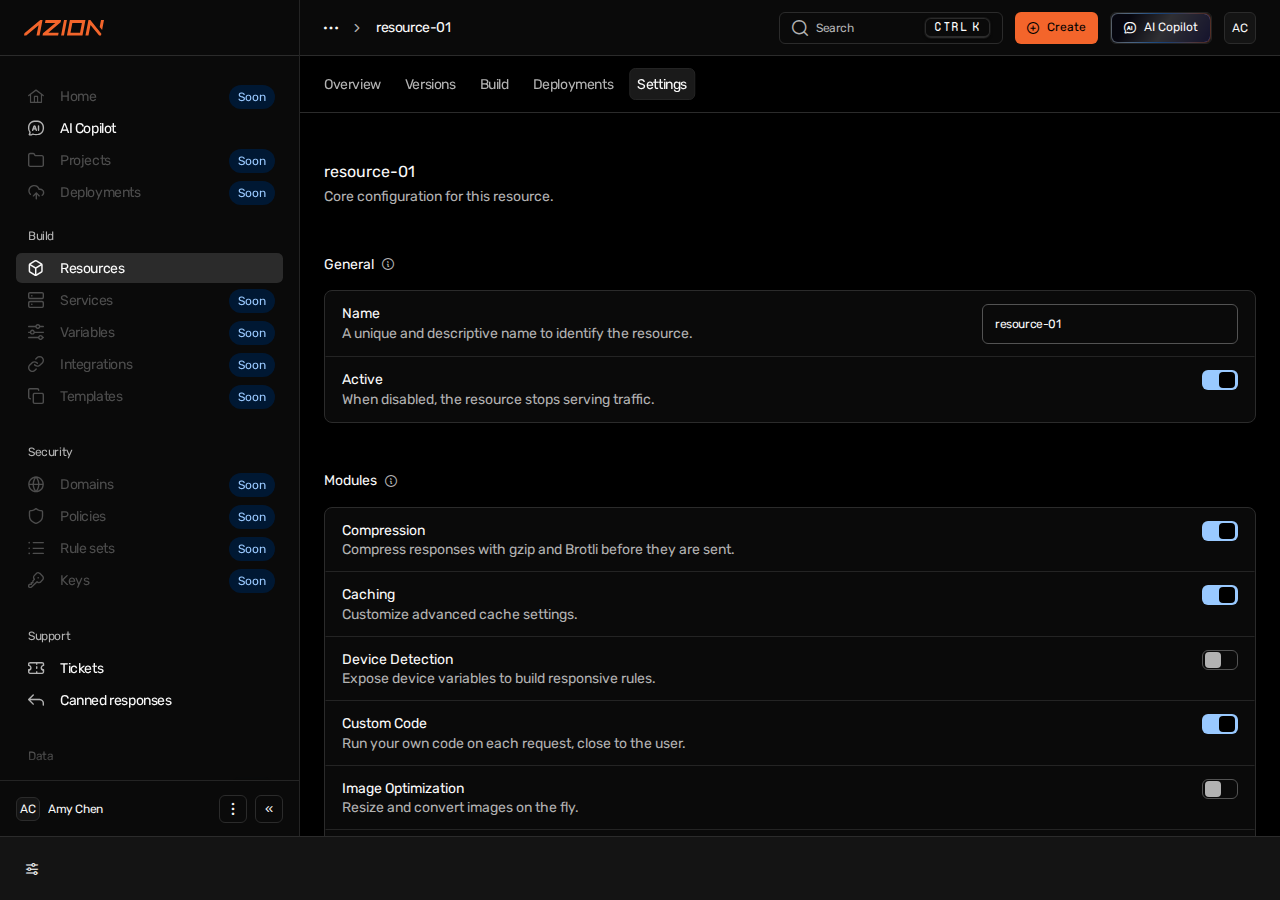 AZION
resource-01
Search
CTRL K
Create
AI Copilot
AC
Home
Soon
AI Copilot
Projects
Soon
Deployments
Soon
Build
Resources
Services
Soon
Variables
Soon
Integrations
Soon
Templates
Soon
Security
Domains
Soon
Policies
Soon
Rule sets
Soon
Keys
Soon
Support
Tickets
Canned responses
Data
AC
Amy Chen
Overview
Versions
Build
Deployments
Settings
resource-01
Core configuration for this resource.
General
Name
A unique and descriptive name to identify the resource.
resource-01
Active
When disabled, the resource stops serving traffic.
Modules
Compression
Compress responses with gzip and Brotli before they are sent.
Caching
Customize advanced cache settings.
Device Detection
Expose device variables to build responsive rules.
Custom Code
Run your own code on each request, close to the user.
Image Optimization
Resize and convert images on the fly.